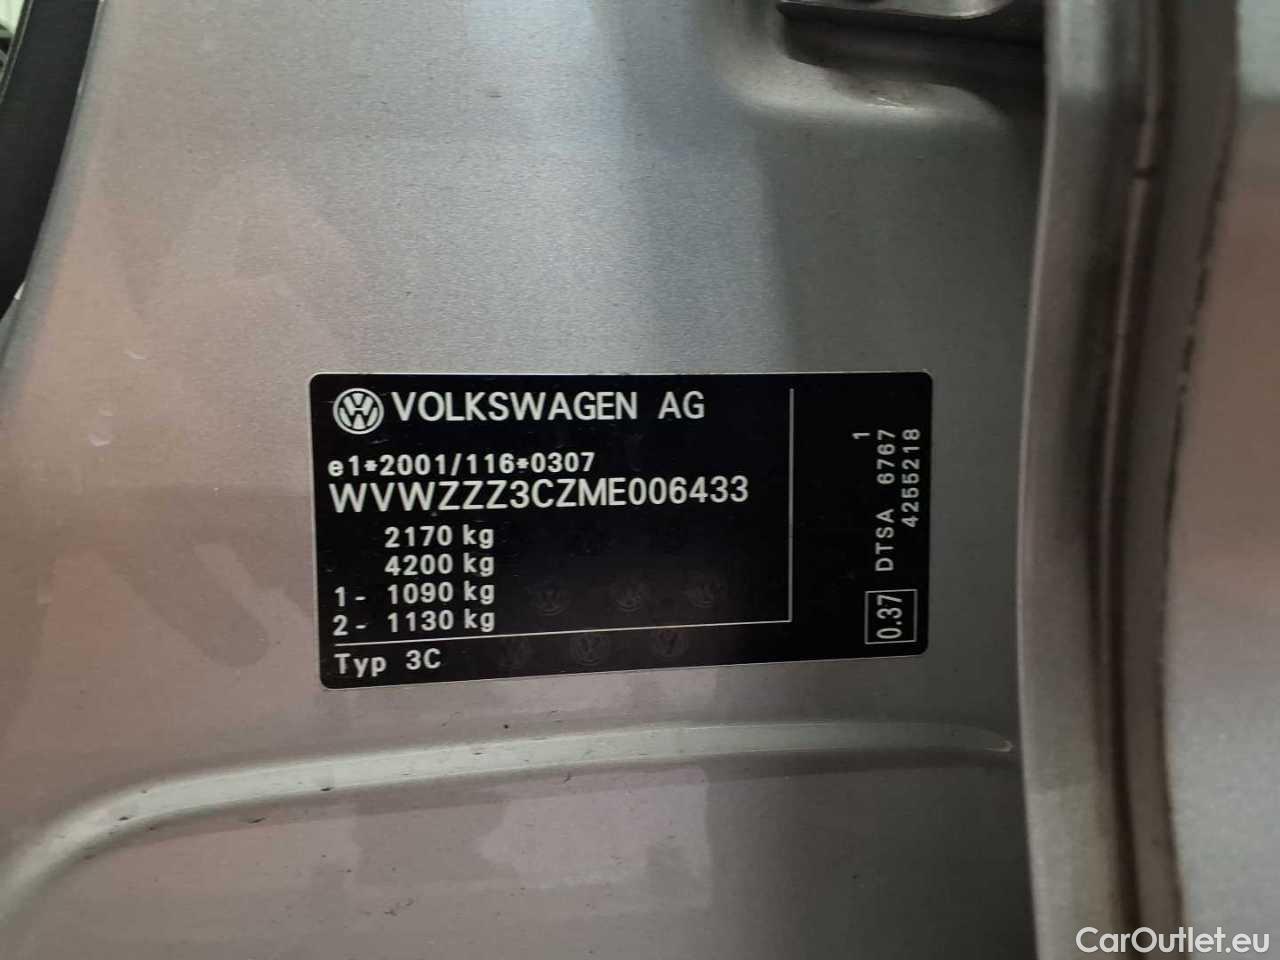 VOLKSWAGEN AG
e1*2001/116*0307
WVWZZZ3CZME006433
2170 kg
4200 kg
1- 1090 kg
2- 1130 kg
Typ 3C
1
DTSA 6767
4255218
0.37
CarOutlet.eu